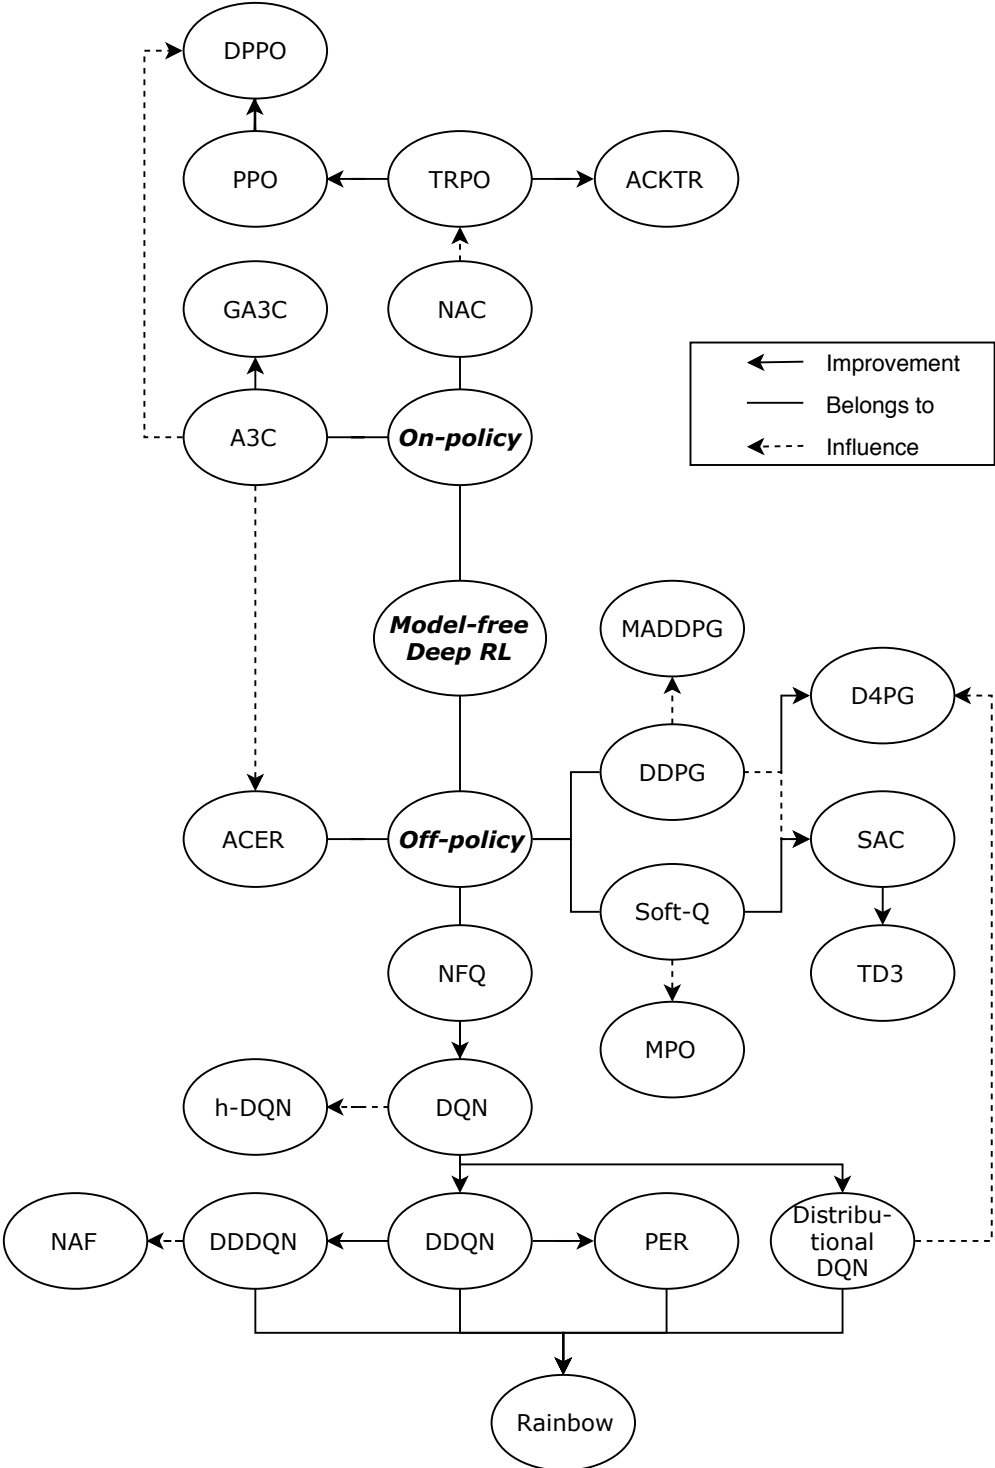 DPPO
PPO
TRPO
ACKTR
GA3C
NAC
Improvement
Belongs to
Influence
A3C
On-policy
Model-free
Deep RL
MADDPG
D4PG
DDPG
ACER
Off-policy
SAC
Soft-Q
NFQ
TD3
MPO
h-DQN
DQN
NAF
DDDQN
DDQN
PER
Distribu-
tional
DQN
Rainbow